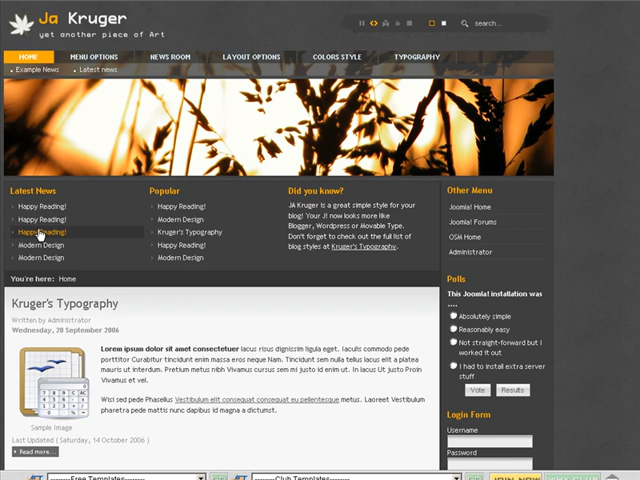 Ja Kruger
yet another piece of Art
search...
HOME MENU OPTIONS NEWS ROOM LAYOUT OPTIONS COLORS STYLE TYPOGRAPHY
Example News Latest news
Latest News
Happy Reading!
Happy Reading!
Happy Reading!
Modern Design
Modern Design
Popular
Happy Reading!
Modern Design
Kruger's Typography
Happy Reading!
Modern Design
Did you know?
JA Kruger is a great simple style for your
blog! Your J! now looks more like
Blogger, Wordpress or Movable Type.
Don't forget to check out the full list of
blog styles at Kruger's Typography.
Other Menu
Joomla! Home
Joomla! Forums
OSM Home
Administrator
You're here: Home
Kruger's Typography
Written by Administrator
Wednesday, 20 September 2006
Lorem ipsum dolor sit amet consectetuer lacus risus dignissim ligula eget. Iaculis commodo pede
porttitor Curabitur tincidunt enim massa eros neque Nam. Tincidunt sem nulla tellus lacus elit a platea
mauris ut interdum. Pretium metus nibh Vivamus cursus sem mi justo id enim ut. In lacus Ut justo Proin
Vivamus et vel.
Wisi sed pede Phasellus Vestibulum elit consequat consequat eu pellentesque metus. Laoreet Vestibulum
pharetra pede mattis nunc dapibus id magna a dictumst.
Sample Image
Last Updated ( Saturday, 14 October 2006 )
Read more...
Polls
This Joomla! installation was
....
Absolutely simple
Reasonably easy
Not straight-forward but I
worked it out
I had to install extra server
stuff
Vote Results
Login Form
Username
Password
--------Free Templates-------- --------Club Templates-------- JOIN NOW